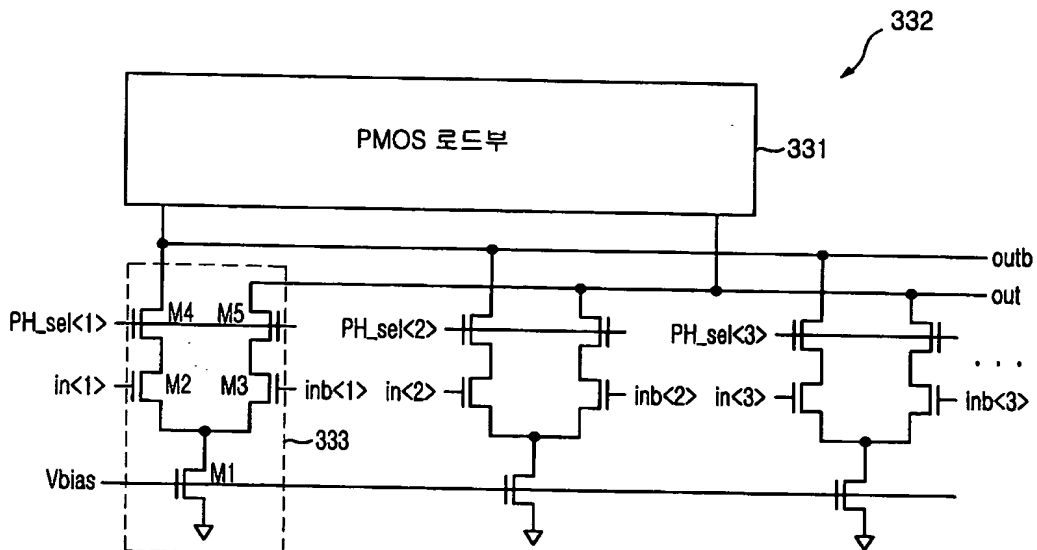 332
PMOS 로드부
331
outb
out
PH_sel<1>
M4
M5
PH_sel<2>
PH_sel<3>
in<1>
M2
M3
inb<1>
in<2>
inb<2>
in<3>
inb<3>
. . .
333
Vbias
M1